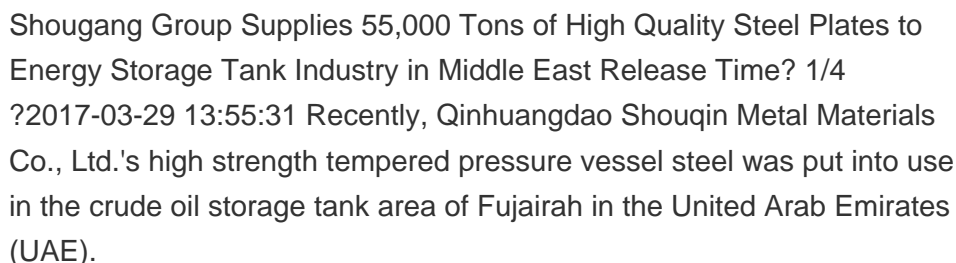 Shougang Group Supplies 55,000 Tons of High Quality Steel Plates to
Energy Storage Tank Industry in Middle East Release Time? 1/4
?2017-03-29 13:55:31 Recently, Qinhuangdao Shouqin Metal Materials
Co., Ltd.'s high strength tempered pressure vessel steel was put into use
in the crude oil storage tank area of Fujairah in the United Arab Emirates
(UAE).